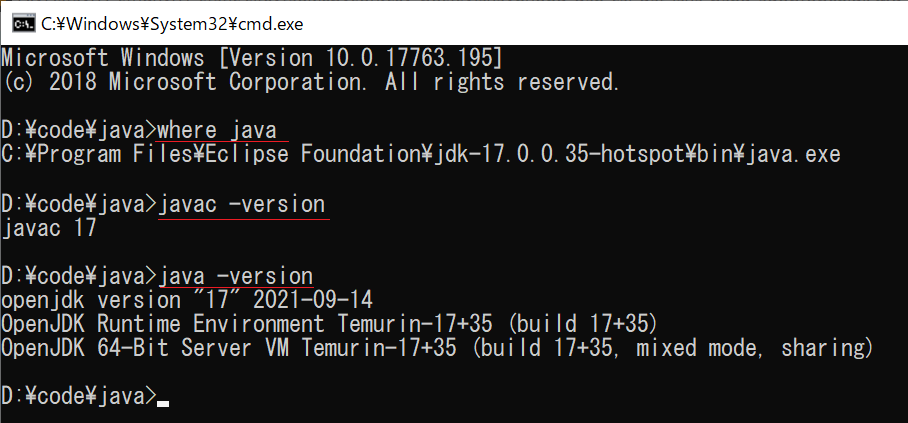 C:¥Windows¥System32¥cmd.exe
Microsoft Windows [Version 10.0.17763.195]
(c) 2018 Microsoft Corporation. All rights reserved.
D:¥code¥java>where java
C:¥Program Files¥Eclipse Foundation¥jdk-17.0.0.35-hotspot¥bin¥java.exe
D:¥code¥java>javac -version
javac 17
D:¥code¥java>java -version
openjdk version "17" 2021-09-14
OpenJDK Runtime Environment Temurin-17+35 (build 17+35)
OpenJDK 64-Bit Server VM Temurin-17+35 (build 17+35, mixed mode, sharing)
D:¥code¥java>